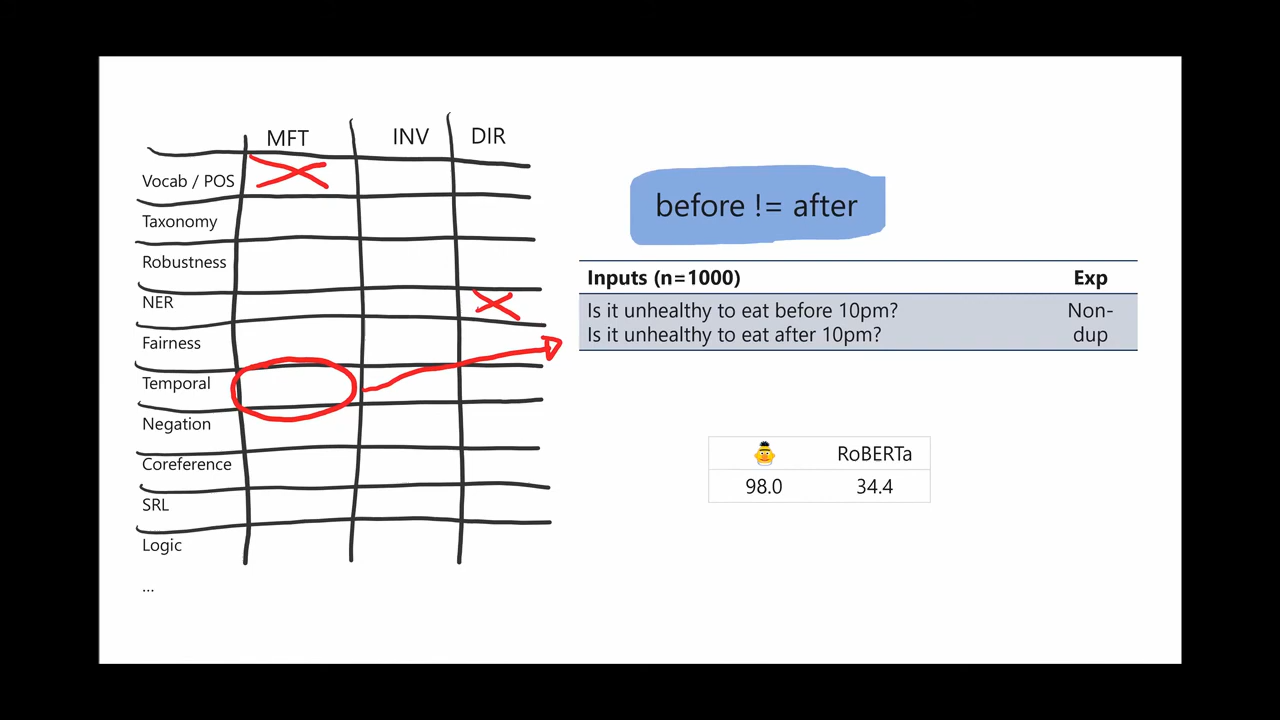 MFT INV DIR
Vocab / POS
Taxonomy
Robustness
NER
Fairness
Temporal
Negation
Coreference
SRL
Logic
...
before != after
Inputs (n=1000) Exp
Is it unhealthy to eat before 10pm? Non-
Is it unhealthy to eat after 10pm? dup
RoBERTa
98.0 34.4